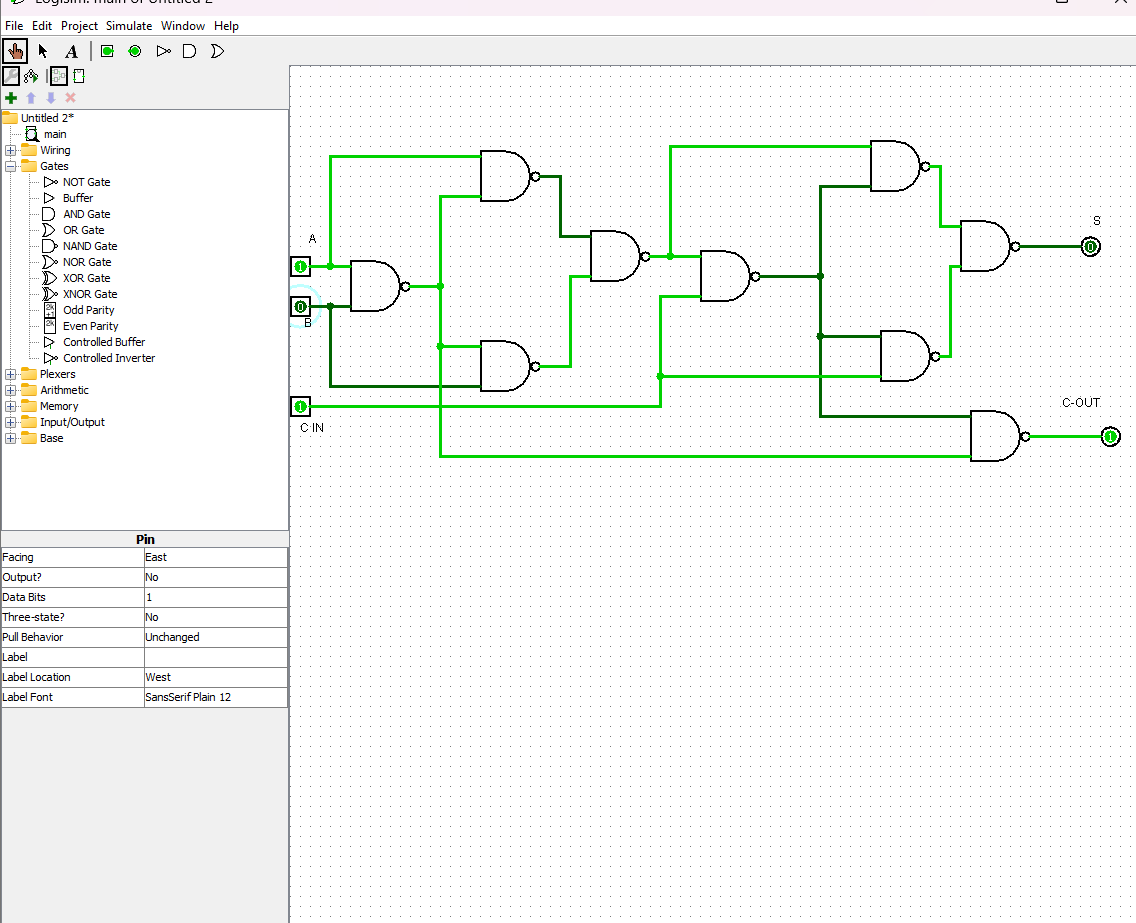 Logisim: main of Untitled 2
File Edit Project Simulate Window Help
A
Untitled 2*
main
Wiring
Gates
NOT Gate
Buffer
AND Gate
OR Gate
NAND Gate
NOR Gate
XOR Gate
XNOR Gate
2k+1 Odd Parity
2k Even Parity
Controlled Buffer
Controlled Inverter
Plexers
Arithmetic
Memory
Input/Output
Base
Pin
Facing East
Output? No
Data Bits 1
Three-state? No
Pull Behavior Unchanged
Label
Label Location West
Label Font SansSerif Plain 12
A
1
0
B
1
C IN
S
0
C-OUT
1